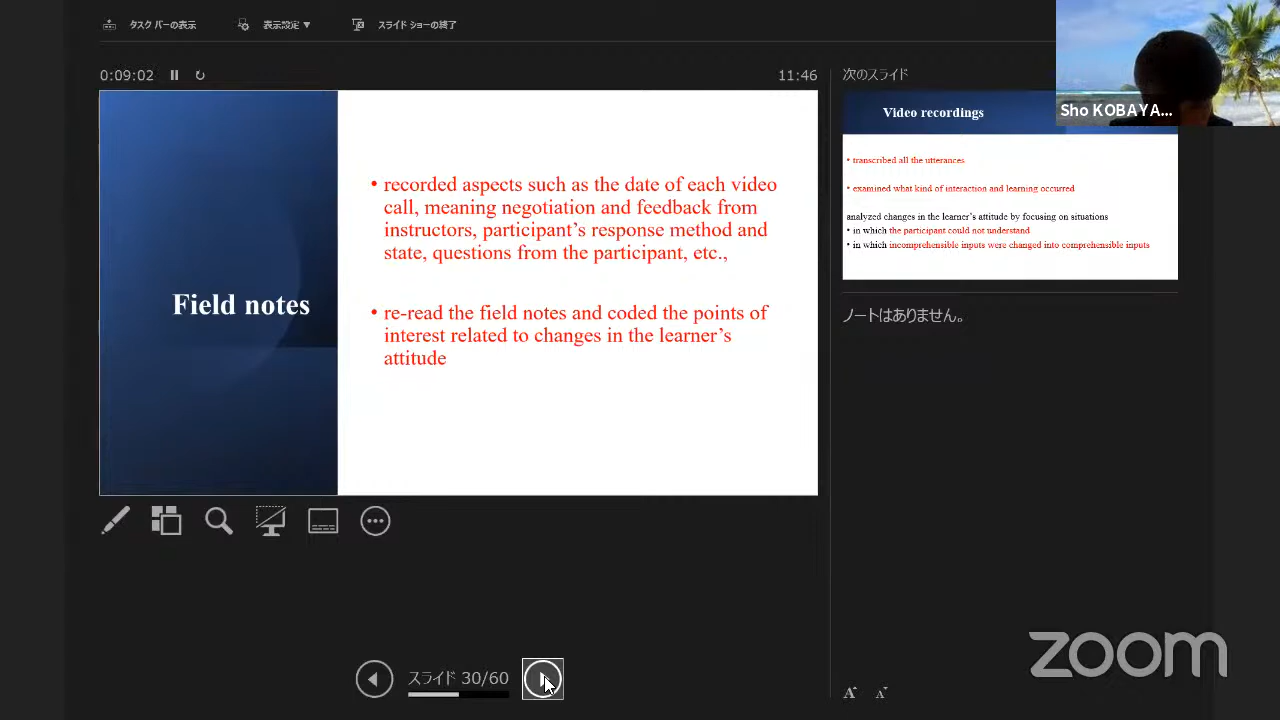 タスク バーの表示
表示設定 ▼
スライド ショーの終了
0:09:02
11:46
次のスライド
Sho KOBAYA...
Field notes
• recorded aspects such as the date of each video
call, meaning negotiation and feedback from
instructors, participant's response method and
state, questions from the participant, etc.,
• re-read the field notes and coded the points of
interest related to changes in the learner's
attitude
Video recordings
• transcribed all the utterances
• examined what kind of interaction and learning occurred
analyzed changes in the learner's attitude by focusing on situations
• in which the participant could not understand
• in which incomprehensible inputs were changed into comprehensible inputs
ノートはありません。
スライド 30/60
A A
zoom